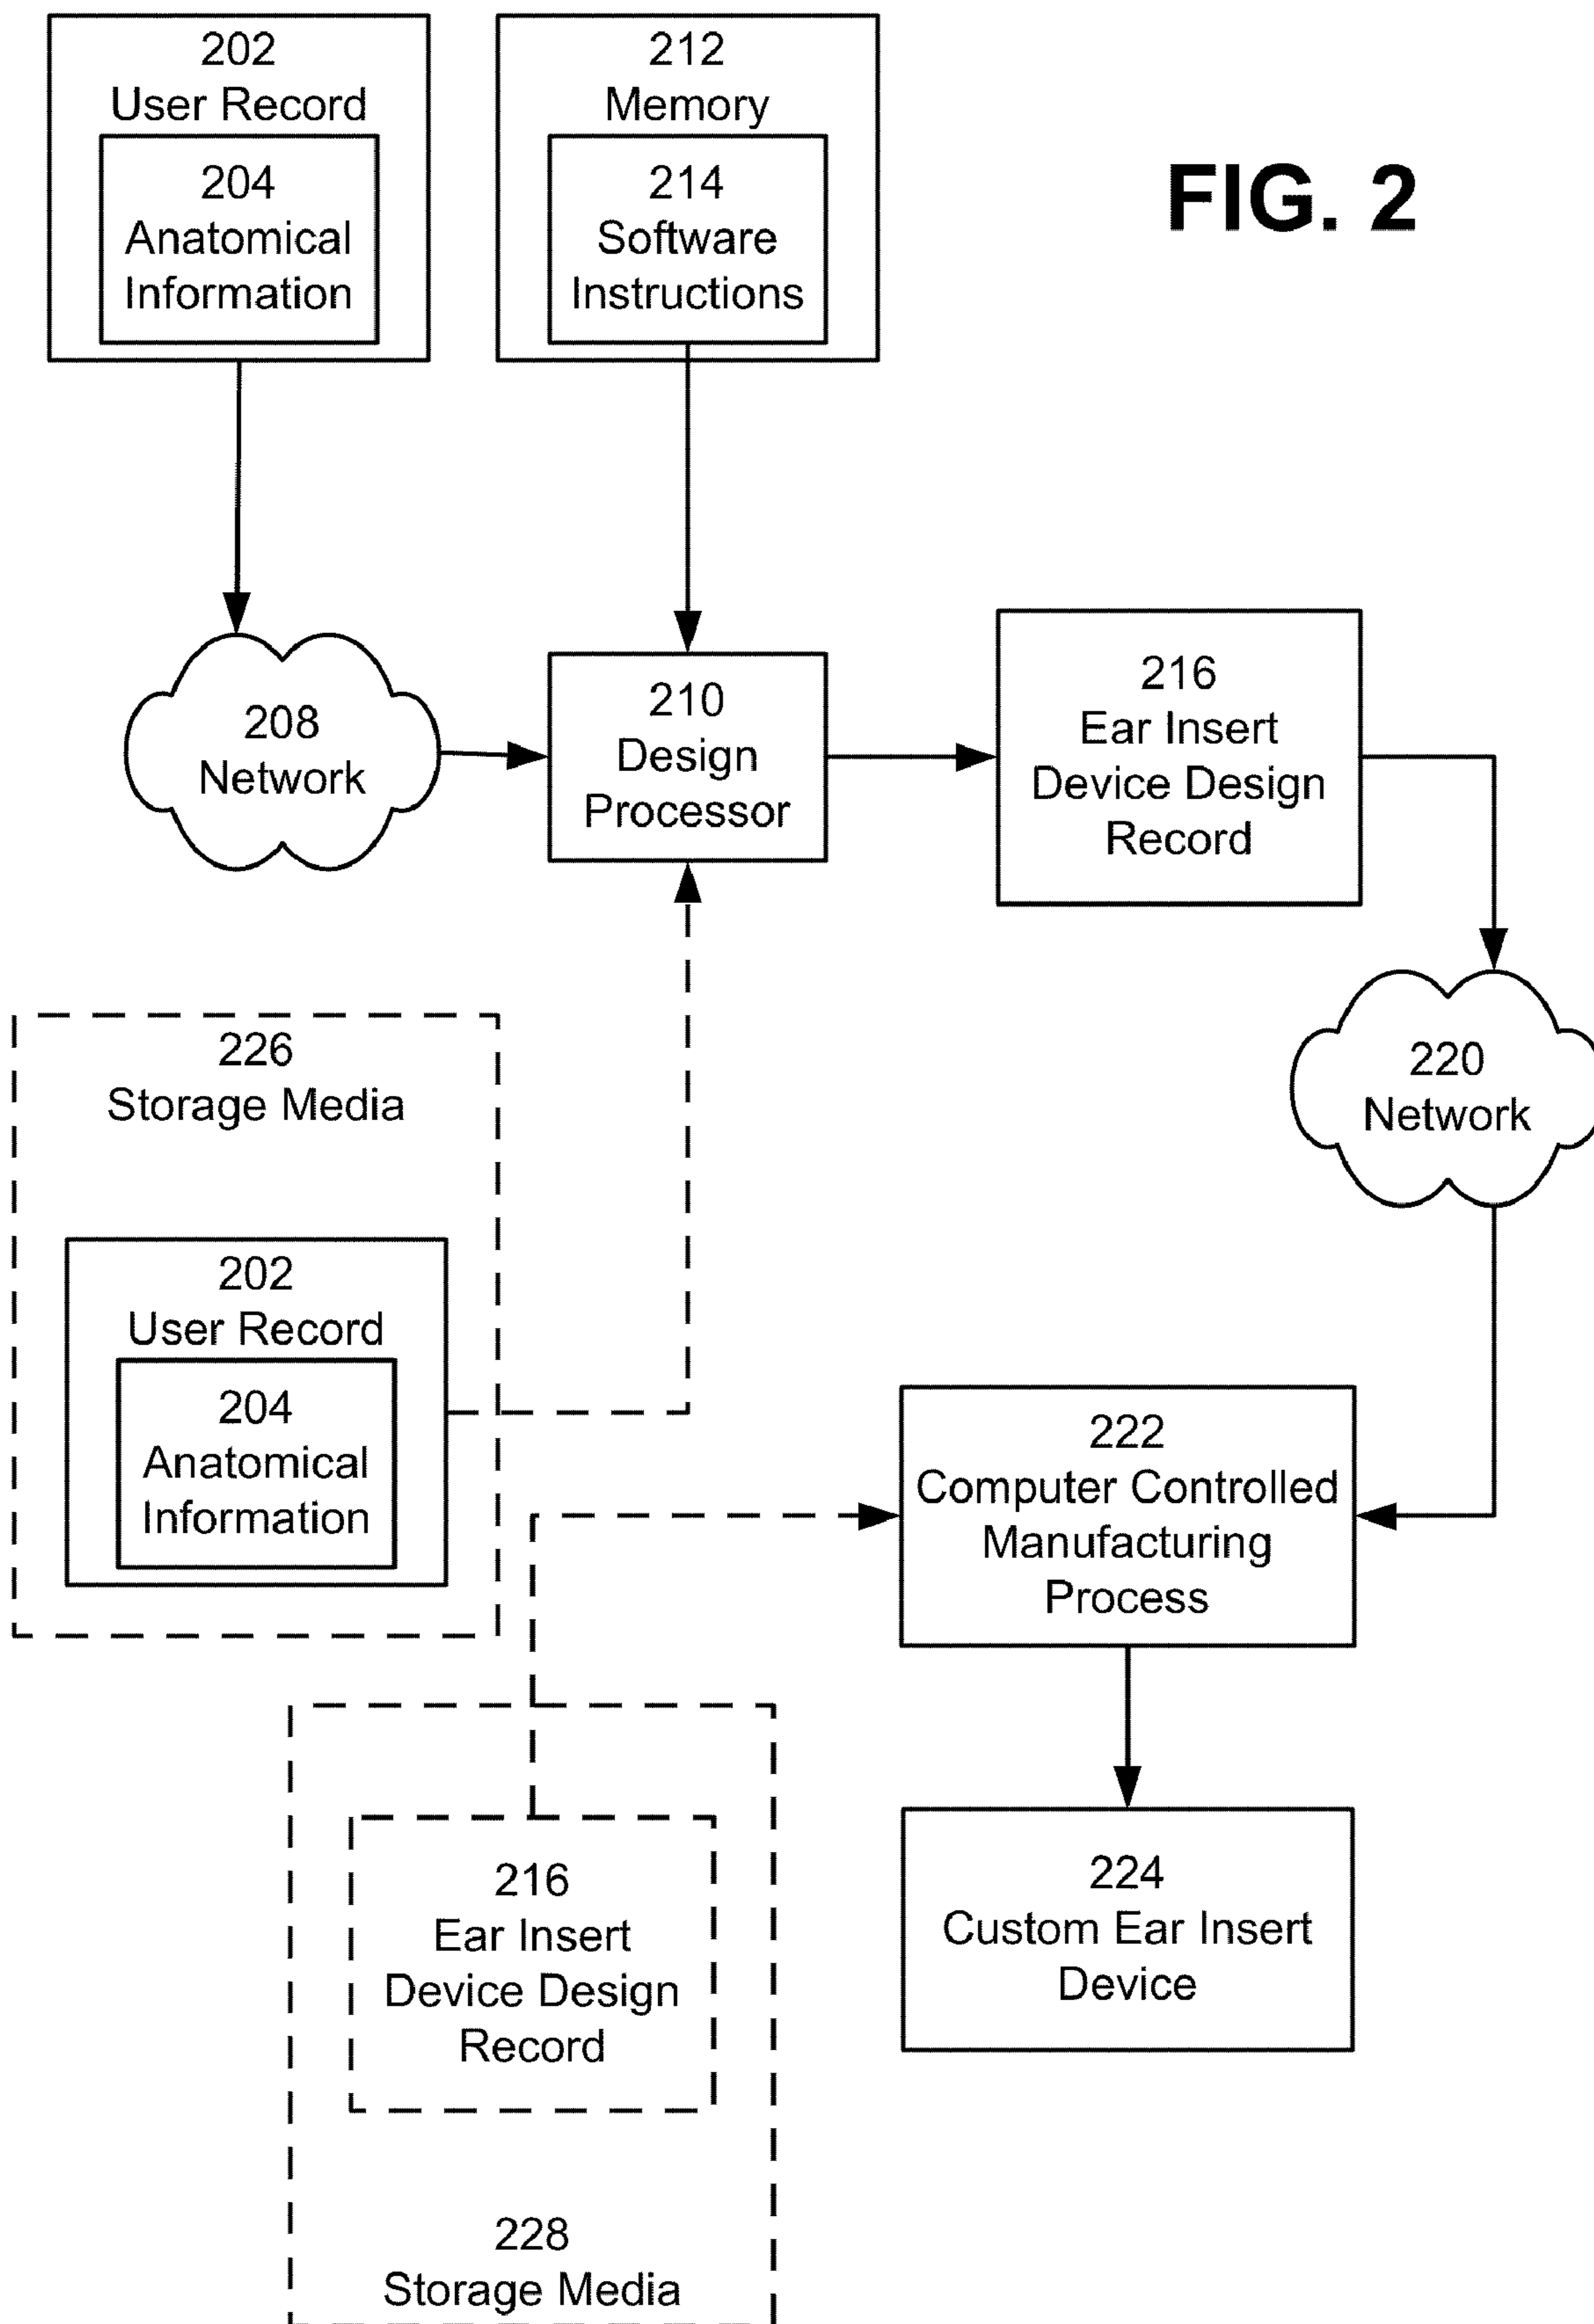 202
User Record
204
Anatomical
Information
212
Memory
214
Software
Instructions
FIG. 2
208
Network
210
Design
Processor
216
Ear Insert
Device Design
Record
220
Network
226
Storage Media
202
User Record
204
Anatomical
Information
222
Computer Controlled
Manufacturing
Process
216
Ear Insert
Device Design
Record
228
Storage Media
224
Custom Ear Insert
Device